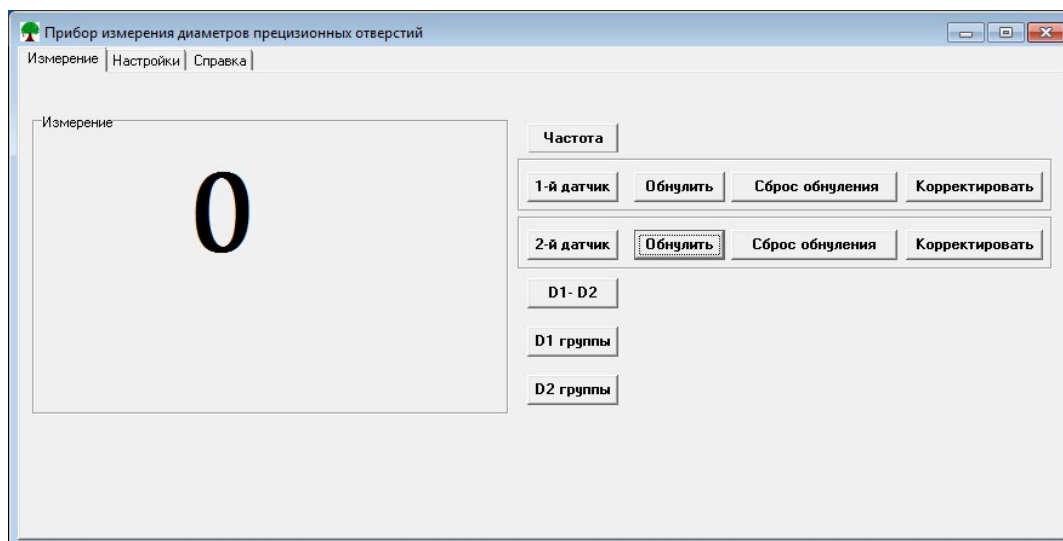 Прибор измерения диаметров прецизионных отверстий
Измерение Настройки Справка
Измерение
0
Частота
1-й датчик Обнулить Сброс обнуления Корректировать
2-й датчик Обнулить Сброс обнуления Корректировать
D1- D2
D1 группы
D2 группы